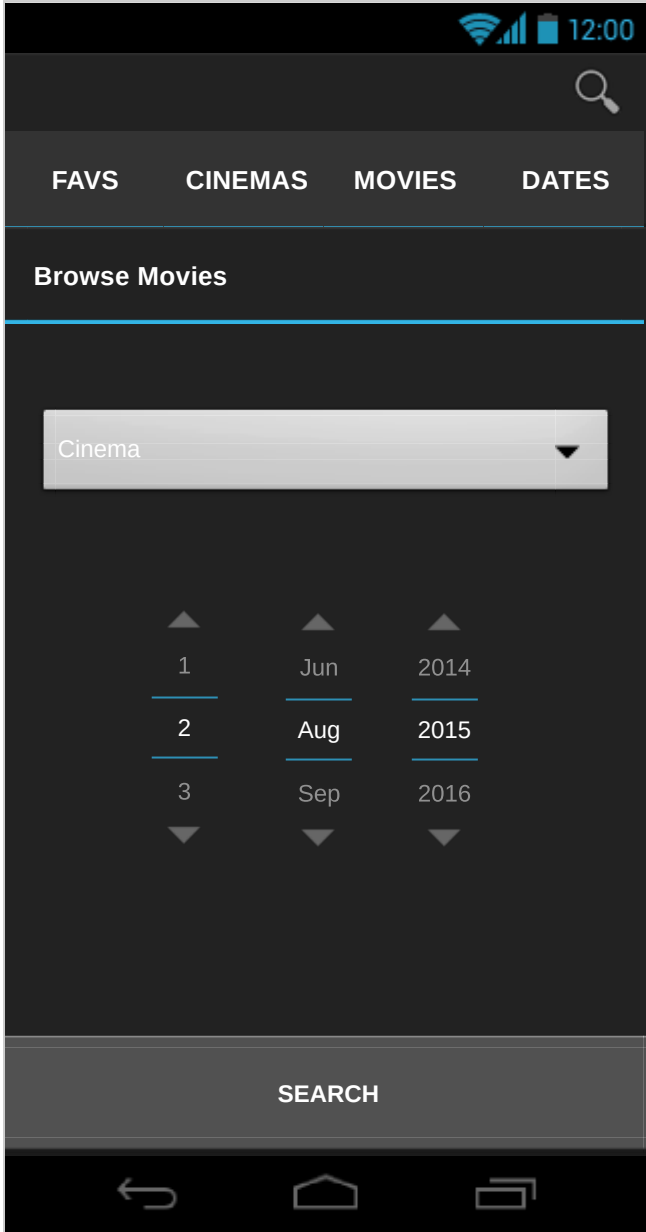 12:00
FAVS CINEMAS MOVIES DATES
Browse Movies
Cinema
1 Jun 2014
2 Aug 2015
3 Sep 2016
SEARCH